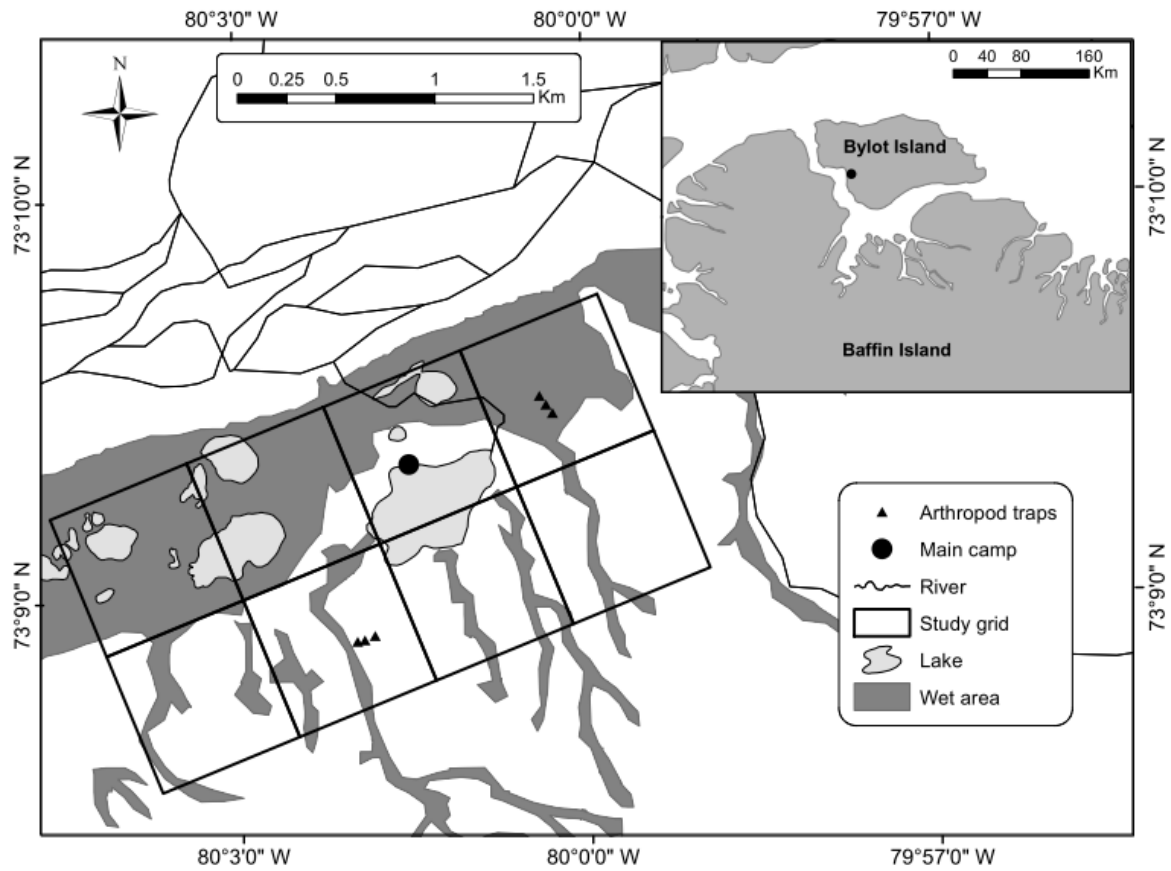 80°3'0" W 80°0'0" W 79°57'0" W
N
0 0.25 0.5 1 1.5
Km
0 40 80 160
Km
Bylot Island
Baffin Island
73°10'0" N
73°10'0" N
73°9'0" N
73°9'0" N
Arthropod traps
Main camp
River
Study grid
Lake
Wet area
80°3'0" W 80°0'0" W 79°57'0" W